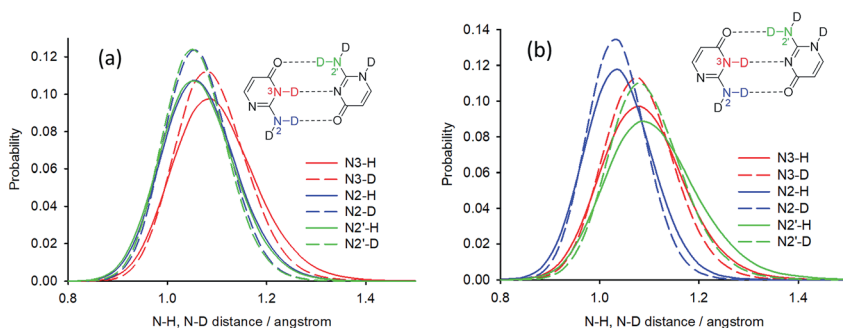 (a)
D
O D-N D
2' N
3
N-D N
N
N-D O
D 2
Probability
0.12
0.10
0.08
0.06
0.04
0.02
0.00
N3-H
N3-D
N2-H
N2-D
N2'-H
N2'-D
0.8 1.0 1.2 1.4
N-H, N-D distance / angstrom
(b)
D
O D-N D
2' N
3
N-D N
N
N-D O
D 2
Probability
0.14
0.12
0.10
0.08
0.06
0.04
0.02
0.00
N3-H
N3-D
N2-H
N2-D
N2'-H
N2'-D
0.8 1.0 1.2 1.4
N-H, N-D distance / angstrom